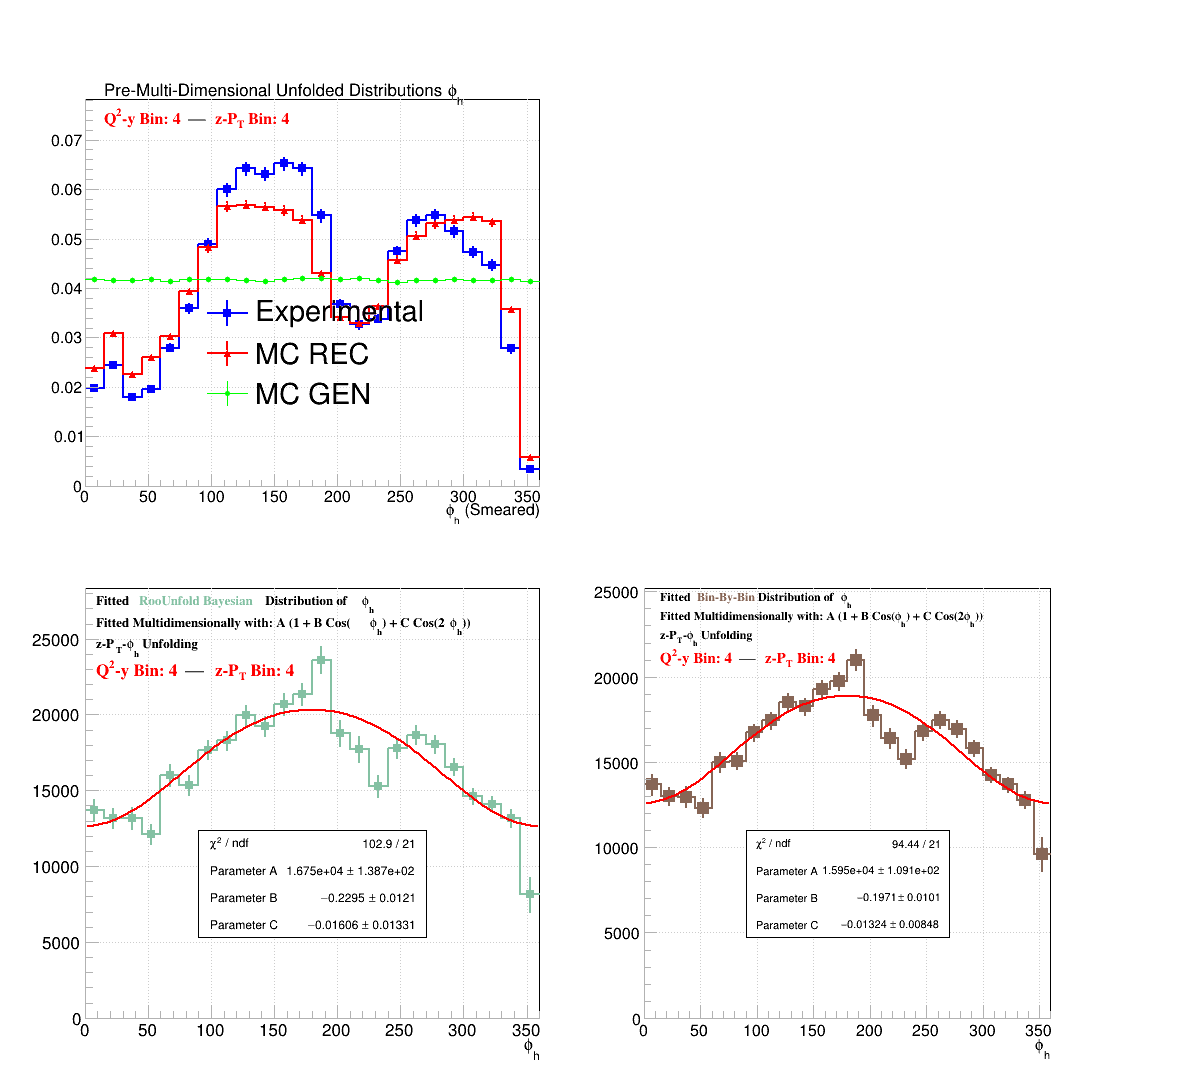 Pre-Multi-Dimensional Unfolded Distributions ϕh
Q²-y Bin: 4 — z-PT Bin: 4
0.07
0.06
0.05
0.04
0.03
0.02
0.01
0
Experimental
MC REC
MC GEN
0 50 100 150 200 250 300 350
ϕh (Smeared)
Fitted RooUnfold Bayesian Distribution of ϕh
Fitted Multidimensionally with: A (1 + B Cos( ϕh) + C Cos(2 ϕh))
z-PT-ϕh Unfolding
Q²-y Bin: 4 — z-PT Bin: 4
25000
20000
15000
10000
5000
0
χ² / ndf 102.9 / 21
Parameter A 1.675e+04 ± 1.387e+02
Parameter B −0.2295 ± 0.0121
Parameter C −0.01606 ± 0.01331
0 50 100 150 200 250 300 350
ϕh
Fitted Bin-By-Bin Distribution of ϕh
Fitted Multidimensionally with: A (1 + B Cos(ϕh) + C Cos(2ϕh))
z-PT-ϕh Unfolding
Q²-y Bin: 4 — z-PT Bin: 4
25000
20000
15000
10000
5000
0
χ² / ndf 94.44 / 21
Parameter A 1.595e+04 ± 1.091e+02
Parameter B −0.1971 ± 0.0101
Parameter C −0.01324 ± 0.00848
0 50 100 150 200 250 300 350
ϕh